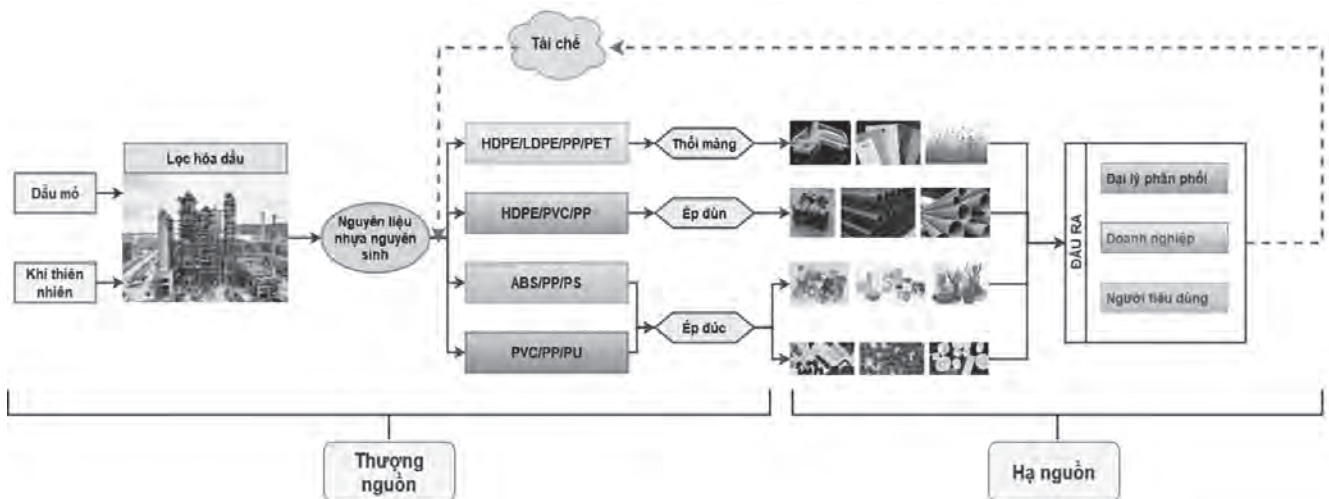 Tái chế
Lọc hóa dầu
Dầu mỏ
Khí thiên
nhiên
Nguyên liệu
nhựa nguyên
sinh
HDPE/LDPE/PP/PET
Thổi màng
HDPE/PVC/PP
Ép đùn
ABS/PP/PS
Ép đúc
PVC/PP/PU
ĐẦU RA
Đại lý phân phối
Doanh nghiệp
Người tiêu dùng
Thượng
nguồn
Hạ nguồn